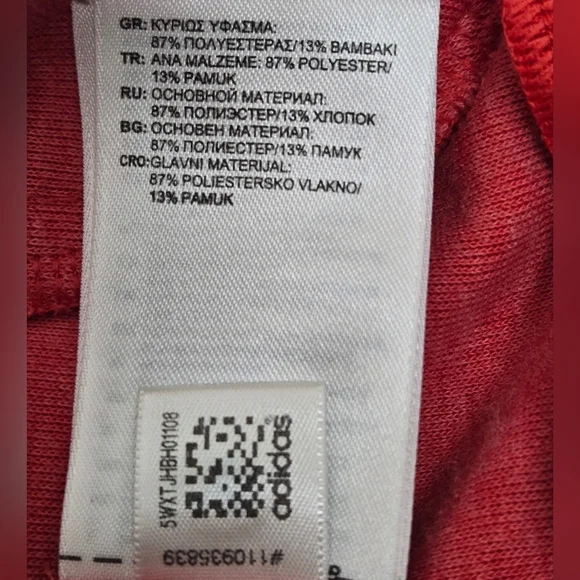 GR: ΚΥΡΙΩΣ ΥΦΑΣΜΑ:
87% ΠΟΛΥΕΣΤΕΡΑΣ/13% ΒΑΜΒΑΚΙ
TR: ANA MALZEME: 87% POLYESTER/
13% PAMUK
RU: ОСНОВНОЙ МАТЕРИАЛ:
87% ПОЛИЭСТЕР/13% ХЛОПОК
BG: ОСНОВЕН МАТЕРИАЛ:
87% ПОЛИЕСТЕР/13% ПАМУК
CRO:GLAVNI MATERIJAL:
87% POLIESTERSKO VLAKNO/
13% PAMUK
5WXTJHBH01108
adidas®
#110935839